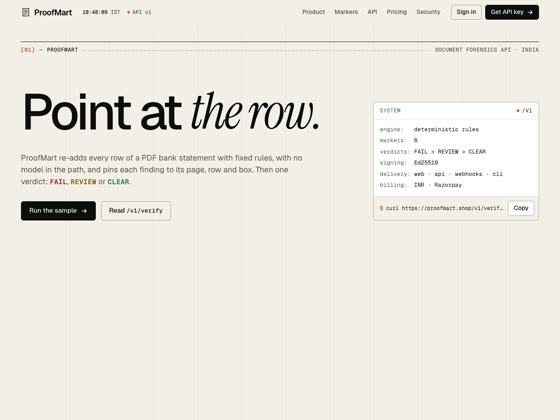 ProofMart 10:48:09 IST API v1 Product Markers API Pricing Security Sign in Get API key →
[01] — PROOFMART DOCUMENT FORENSICS API · INDIA
Point at the row.
ProofMart re-adds every row of a PDF bank statement with fixed rules, with no
model in the path, and pins each finding to its page, row and box. Then one
verdict: FAIL, REVIEW or CLEAR.
Run the sample → Read /v1/verify
SYSTEM /V1
engine: deterministic rules
markers: 6
verdicts: FAIL > REVIEW > CLEAR
signing: Ed25519
delivery: web · api · webhooks · cli
billing: INR · Razorpay
$ curl https://proofmart.shop/v1/verif… Copy